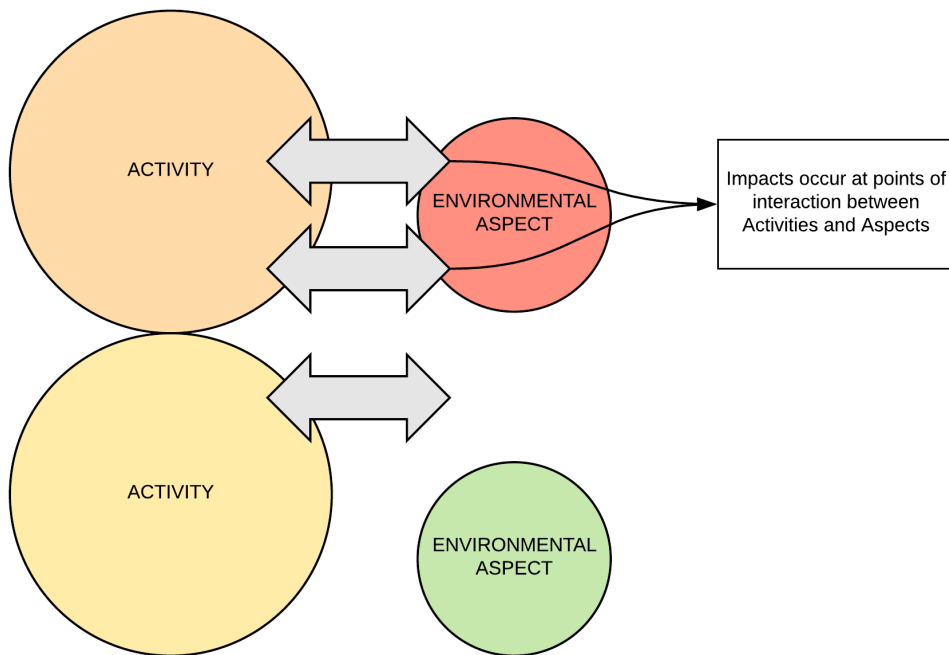 ACTIVITY
ENVIRONMENTAL
ASPECT
Impacts occur at points of
interaction between
Activities and Aspects
ACTIVITY
ENVIRONMENTAL
ASPECT